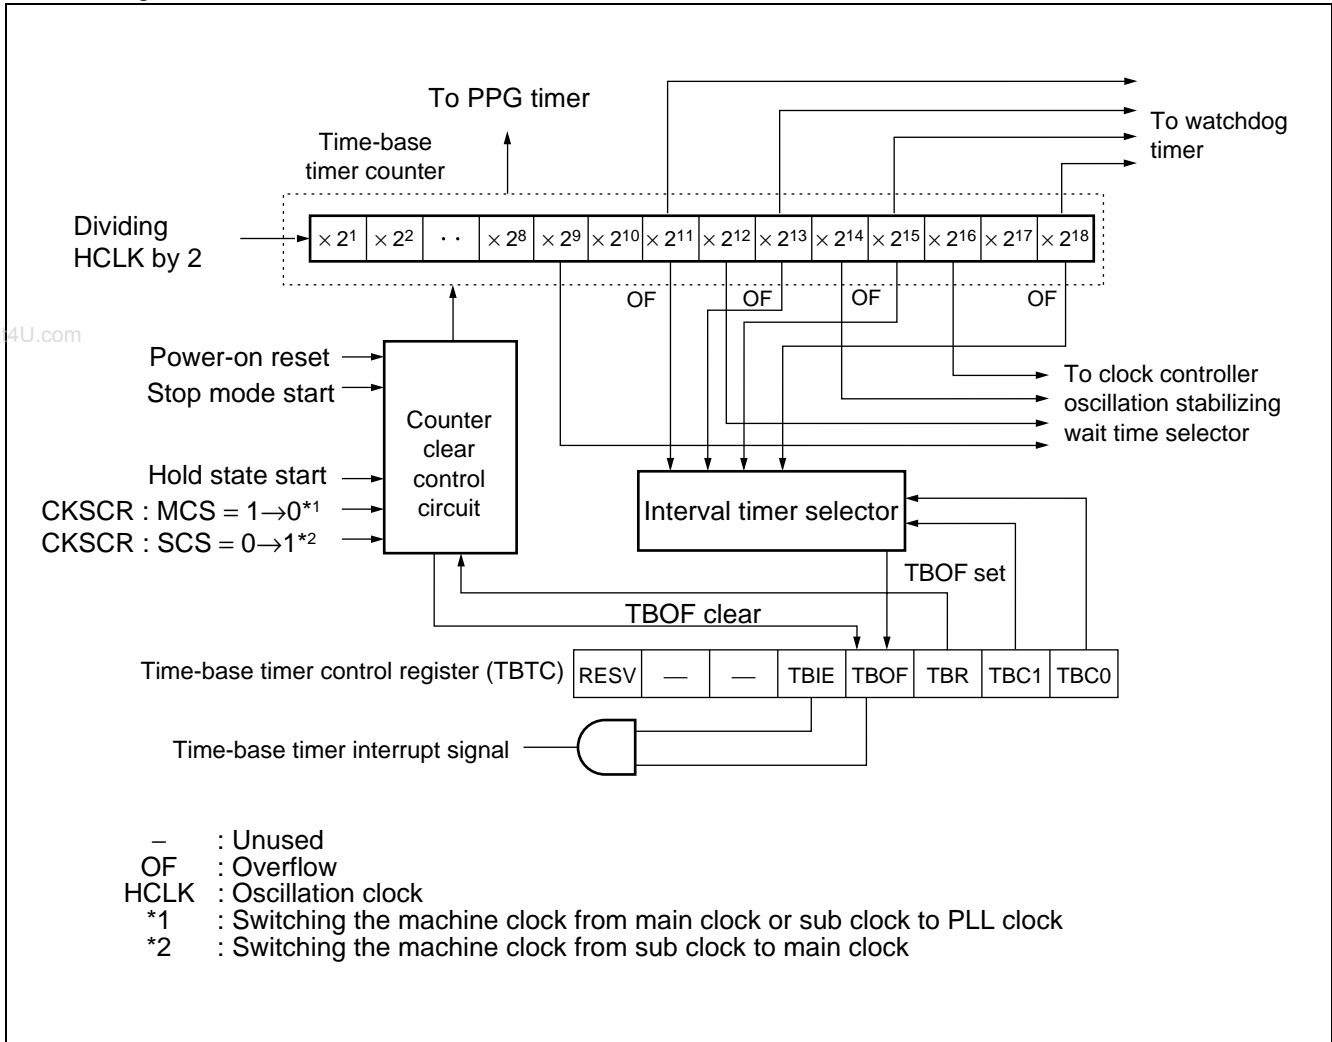 To PPG timer
Time-base
timer counter
To watchdog
timer
Dividing
HCLK by 2
× 2¹ × 2² ·· × 2⁸ × 2⁹ × 2¹⁰ × 2¹¹ × 2¹² × 2¹³ × 2¹⁴ × 2¹⁵ × 2¹⁶ × 2¹⁷ × 2¹⁸
OF OF OF OF
t4U.com
Power-on reset
Stop mode start
Hold state start
CKSCR : MCS = 1→0*1
CKSCR : SCS = 0→1*2
Counter
clear
control
circuit
To clock controller
oscillation stabilizing
wait time selector
Interval timer selector
TBOF set
TBOF clear
Time-base timer control register (TBTC) RESV — — TBIE TBOF TBR TBC1 TBC0
Time-base timer interrupt signal
– : Unused
OF : Overflow
HCLK : Oscillation clock
*1 : Switching the machine clock from main clock or sub clock to PLL clock
*2 : Switching the machine clock from sub clock to main clock